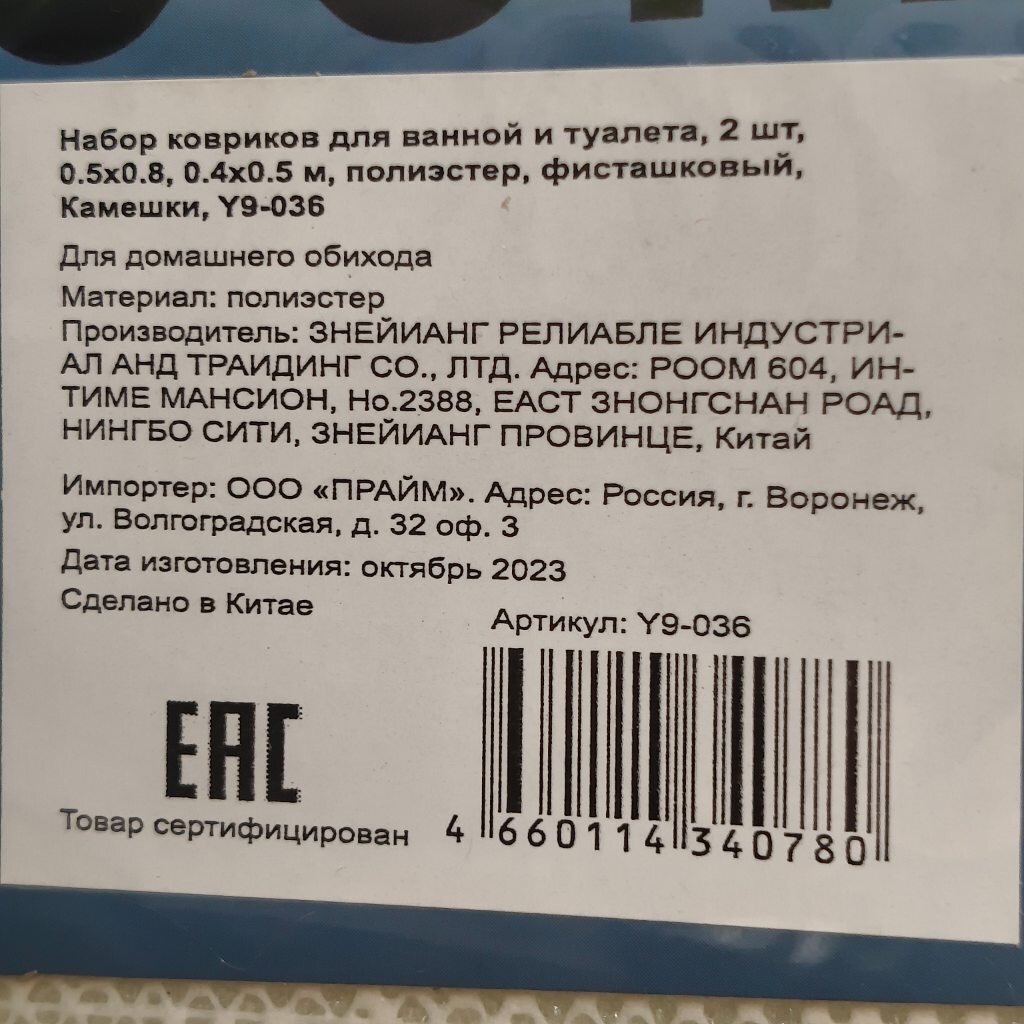 Набор ковриков для ванной и туалета, 2 шт,
0.5х0.8, 0.4х0.5 м, полиэстер, фисташковый,
Камешки, Y9-036
Для домашнего обихода
Материал: полиэстер
Производитель: ЗНЕЙИАНГ РЕЛИАБЛЕ ИНДУСТРИ-
АЛ АНД ТРАИДИНГ СО., ЛТД. Адрес: РООМ 604, ИН-
ТИМЕ МАНСИОН, Но.2388, ЕАСТ ЗНОНГСНАН РОАД,
НИНГБО СИТИ, ЗНЕЙИАНГ ПРОВИНЦЕ, Китай
Импортер: ООО «ПРАЙМ». Адрес: Россия, г. Воронеж,
ул. Волгоградская, д. 32 оф. 3
Дата изготовления: октябрь 2023
Сделано в Китае
Артикул: Y9-036
EAC
Товар сертифицирован
4 660114 340780